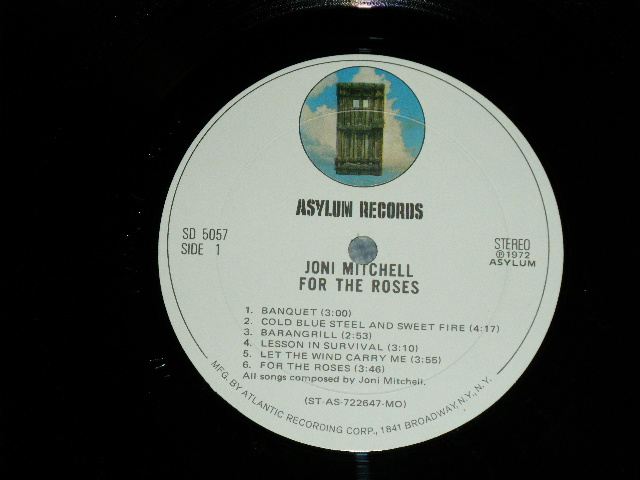 ASYLUM RECORDS
SD 5057
SIDE 1
STEREO
℗1972
ASYLUM
JONI MITCHELL
FOR THE ROSES
1. BANQUET (3:00)
2. COLD BLUE STEEL AND SWEET FIRE (4:17)
3. BARANGRILL (2:53)
4. LESSON IN SURVIVAL (3:10)
5. LET THE WIND CARRY ME (3:55)
6. FOR THE ROSES (3:46)
All songs composed by Joni Mitchell.
(ST-AS-722647-MO)
MFG. BY ATLANTIC RECORDING CORP., 1841 BROADWAY, N.Y., N.Y.